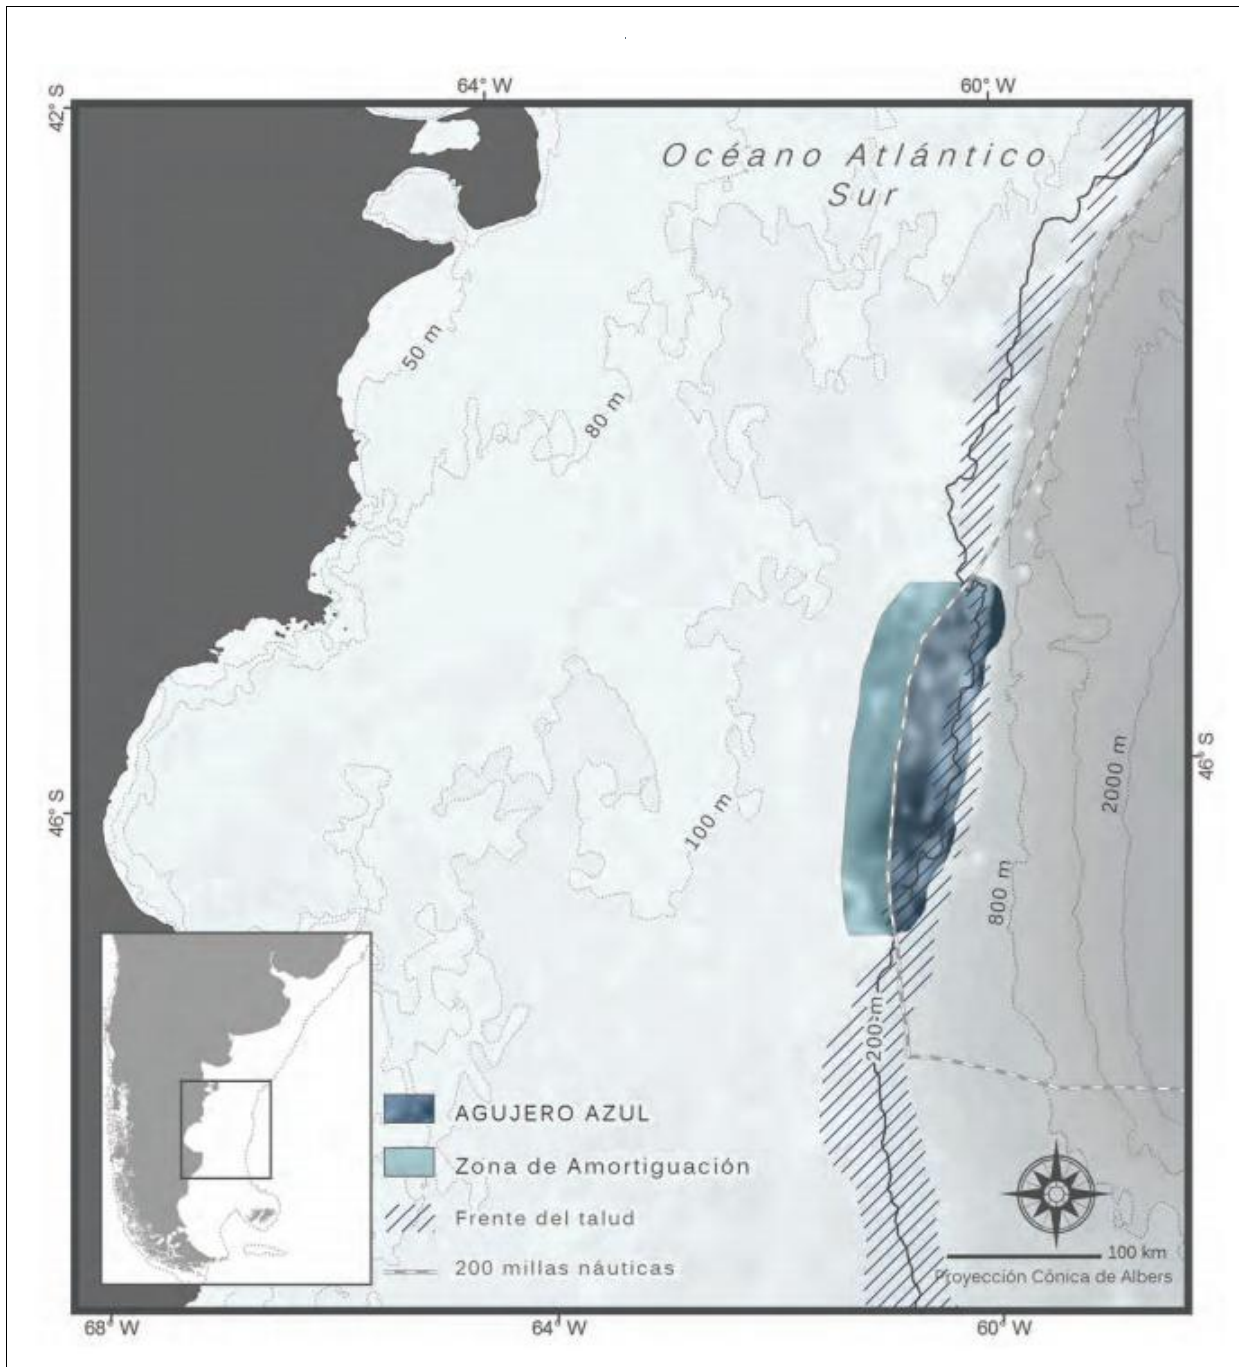 64° W
60° W
42° S
Océano Atlántico
Sur
50 m
80 m
46° S
2000 m
46° S
100 m
800 m
200 m
AGUJERO AZUL
Zona de Amortiguación
Frente del talud
200 millas náuticas
100 km
Proyección Cónica de Albers
68° W
64° W
60° W